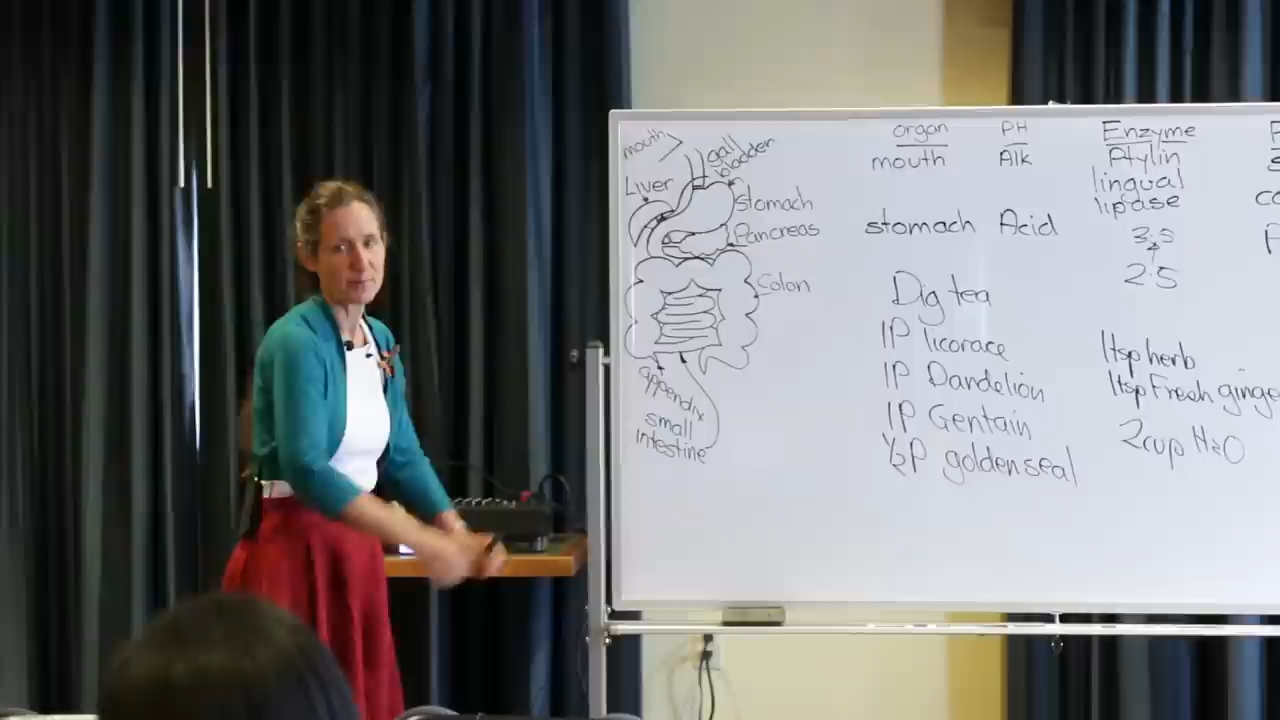 mouth
gall
bladder
Liver
stomach
Pancreas
Colon
appendix
small
intestine
organ PH Enzyme
mouth Alk Ptylin
lingual
lipase
stomach Acid 3.5
2.5
Dig tea
1P licorace
1P Dandelion
1P Gentain
½P goldenseal
1tsp herb
1tsp Fresh ginge
2cup H2O